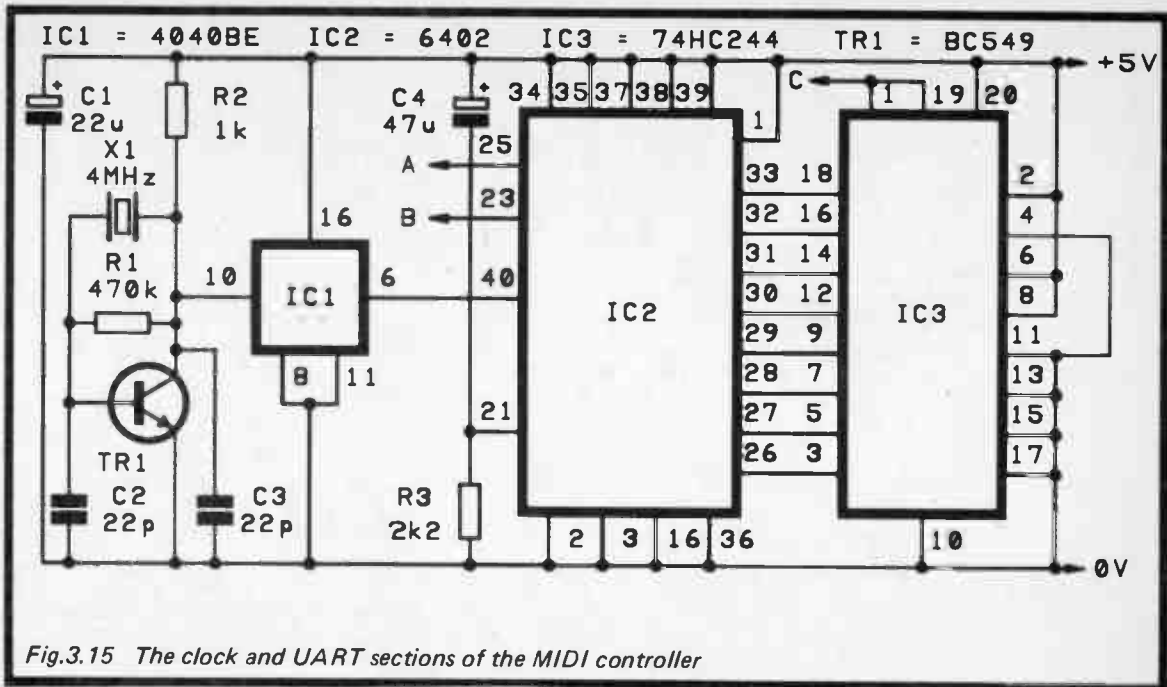 IC1 = 4040BE IC2 = 6402 IC3 = 74HC244 TR1 = BC549
+5V
+ C1 22u
R2 1k
C4 47u +
34 35 37 38 39
1
C
1 19 20
X1 4MHz
25
A
23
B
33 18
2
32 16
4
16
R1 470k
31 14
6
10
IC1
6
40
IC2
30 12
IC3
8
29 9
11
8 11
28 7
13
21
27 5
15
26 3
17
TR1
C2 22p
C3 22p
R3 2k2
2 3 16 36
10
0V
Fig.3.15 The clock and UART sections of the MIDI controller